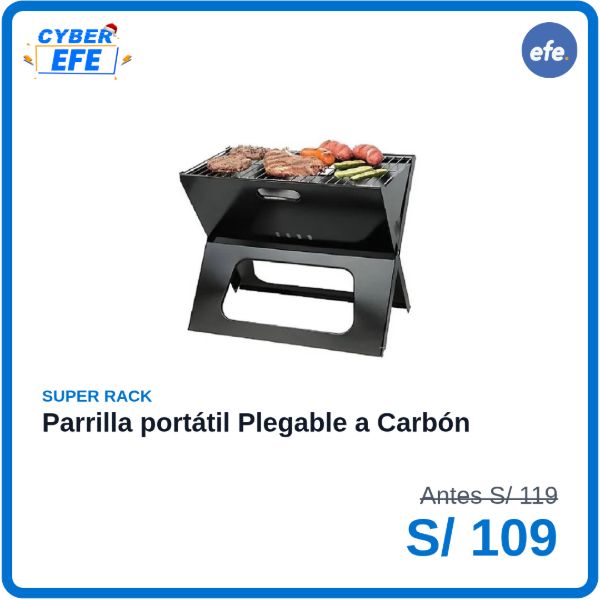 CYBER
EFE
efe.
SUPER RACK
Parrilla portátil Plegable a Carbón
Antes S/ 119
S/ 109